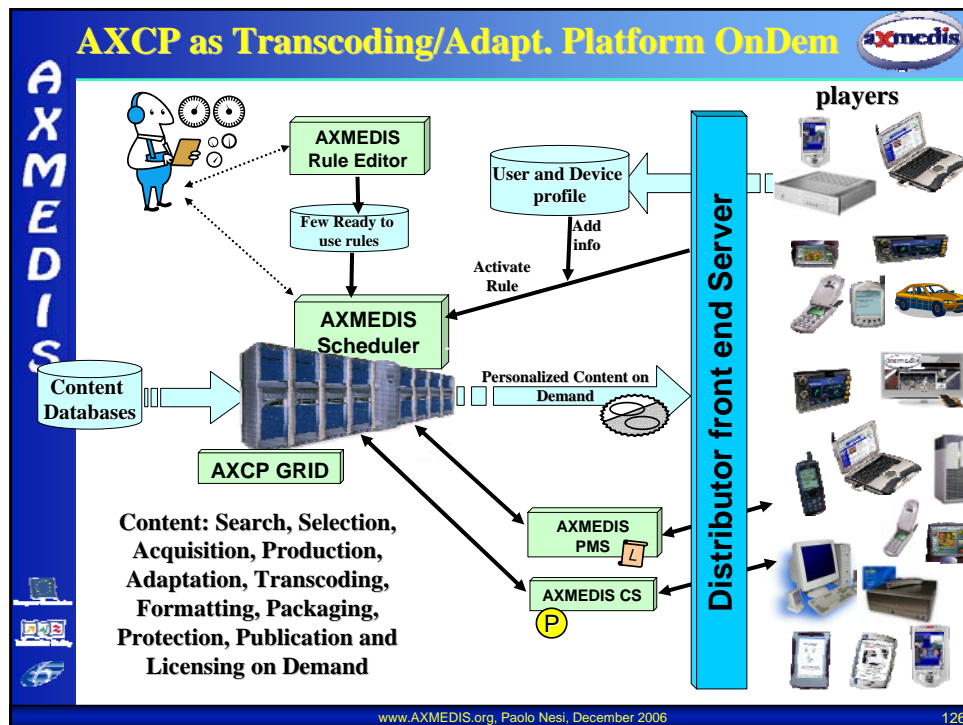 AXCP as Transcoding/Adapt. Platform OnDem
axmedis
AXMEDIS
players
AXMEDIS
Rule Editor
User and Device
profile
Few Ready to
use rules
Add
info
Activate
Rule
AXMEDIS
Scheduler
Content
Databases
Personalized Content on
Demand
Distributor front end Server
AXCP GRID
Content: Search, Selection,
Acquisition, Production,
Adaptation, Transcoding,
Formatting, Packaging,
Protection, Publication and
Licensing on Demand
AXMEDIS
PMS
L
AXMEDIS CS
P
www.AXMEDIS.org, Paolo Nesi, December 2006
126